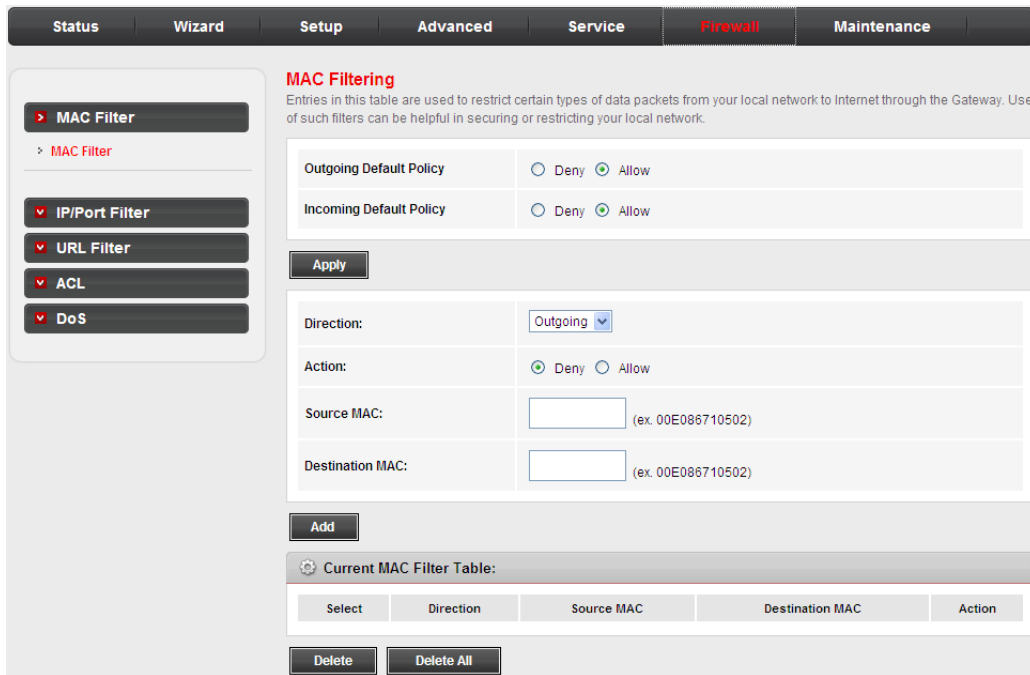 Status Wizard Setup Advanced Service Firewall Maintenance
MAC Filter
MAC Filter
IP/Port Filter
URL Filter
ACL
DoS
MAC Filtering
Entries in this table are used to restrict certain types of data packets from your local network to Internet through the Gateway. Use
of such filters can be helpful in securing or restricting your local network.
Outgoing Default Policy Deny Allow
Incoming Default Policy Deny Allow
Apply
Direction: Outgoing
Action: Deny Allow
Source MAC: (ex. 00E086710502)
Destination MAC: (ex. 00E086710502)
Add
Current MAC Filter Table:
Select Direction Source MAC Destination MAC Action
Delete Delete All